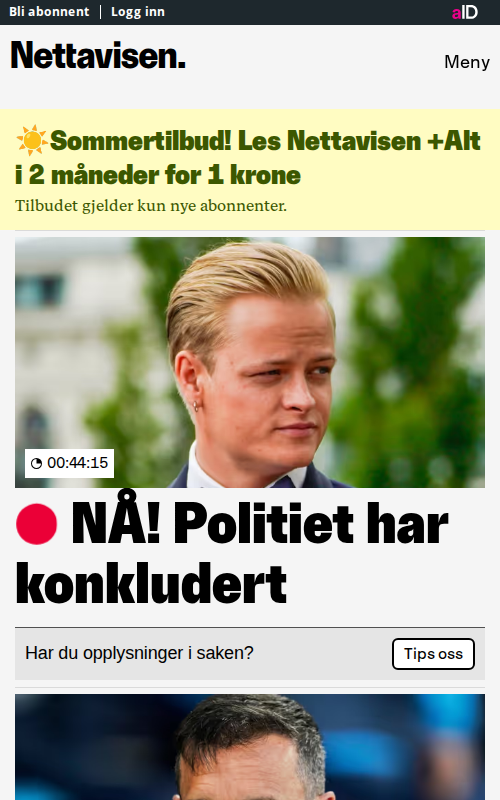 Bli abonnent | Logg inn
aID
Nettavisen.
Meny
☀️Sommertilbud! Les Nettavisen +Alt
i 2 måneder for 1 krone
Tilbudet gjelder kun nye abonnenter.
00:44:15
NÅ! Politiet har
konkludert
Har du opplysninger i saken?
Tips oss